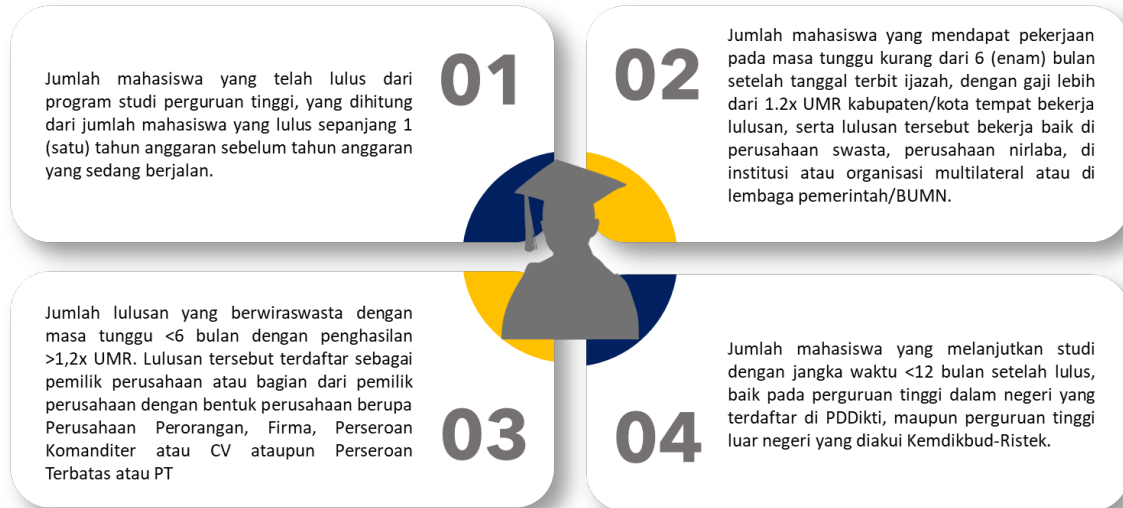 Jumlah mahasiswa yang telah lulus dari
program studi perguruan tinggi, yang dihitung
dari jumlah mahasiswa yang lulus sepanjang 1
(satu) tahun anggaran sebelum tahun anggaran
yang sedang berjalan.
01
02
Jumlah mahasiswa yang mendapat pekerjaan
pada masa tunggu kurang dari 6 (enam) bulan
setelah tanggal terbit ijazah, dengan gaji lebih
dari 1.2x UMR kabupaten/kota tempat bekerja
lulusan, serta lulusan tersebut bekerja baik di
perusahaan swasta, perusahaan nirlaba, di
institusi atau organisasi multilateral atau di
lembaga pemerintah/BUMN.
Jumlah lulusan yang berwiraswasta dengan
masa tunggu <6 bulan dengan penghasilan
>1,2x UMR. Lulusan tersebut terdaftar sebagai
pemilik perusahaan atau bagian dari pemilik
perusahaan dengan bentuk perusahaan berupa
Perusahaan Perorangan, Firma, Perseroan
Komanditer atau CV ataupun Perseroan
Terbatas atau PT
03
04
Jumlah mahasiswa yang melanjutkan studi
dengan jangka waktu <12 bulan setelah lulus,
baik pada perguruan tinggi dalam negeri yang
terdaftar di PDDikti, maupun perguruan tinggi
luar negeri yang diakui Kemdikbud-Ristek.